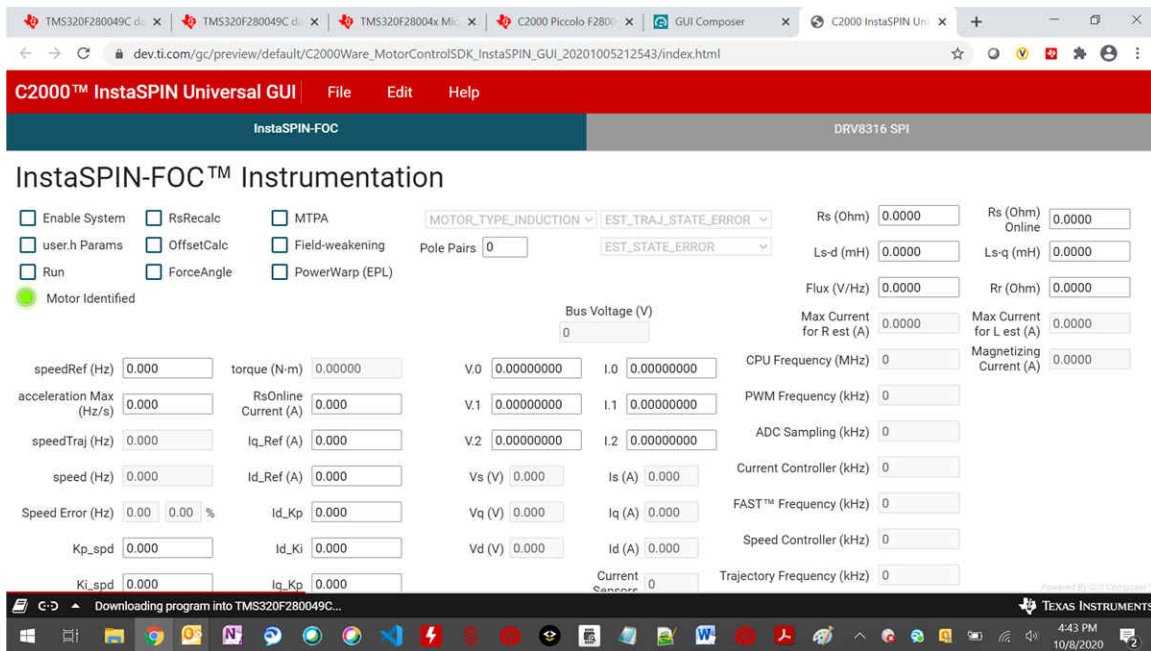 TMS320F280049C da
TMS320F280049C da
TMS320F28004x Mic
C2000 Piccolo F2800
GUI Composer
C2000 InstaSPIN Uni
dev.ti.com/gc/preview/default/C2000Ware_MotorControlSDK_InstaSPIN_GUI_20201005212543/index.html
C2000™ InstaSPIN Universal GUI File Edit Help
InstaSPIN-FOC DRV8316 SPI
InstaSPIN-FOC™ Instrumentation
Enable System RsRecalc MTPA MOTOR_TYPE_INDUCTION EST_TRAJ_STATE_ERROR Rs (Ohm) 0.0000 Rs (Ohm) Online 0.0000
user.h Params OffsetCalc Field-weakening Pole Pairs 0 EST_STATE_ERROR Ls-d (mH) 0.0000 Ls-q (mH) 0.0000
Run ForceAngle PowerWarp (EPL)
Motor Identified Flux (V/Hz) 0.0000 Rr (Ohm) 0.0000
Bus Voltage (V) Max Current for R est (A) 0.0000 Max Current for L est (A) 0.0000
0
speedRef (Hz) 0.000 torque (N·m) 0.00000 V.0 0.00000000 I.0 0.00000000 CPU Frequency (MHz) 0 Magnetizing Current (A) 0.0000
acceleration Max (Hz/s) 0.000 RsOnline Current (A) 0.000 V.1 0.00000000 I.1 0.00000000 PWM Frequency (kHz) 0
speedTraj (Hz) 0.000 Iq_Ref (A) 0.000 V.2 0.00000000 I.2 0.00000000 ADC Sampling (kHz) 0
speed (Hz) 0.000 Id_Ref (A) 0.000 Vs (V) 0.000 Is (A) 0.000 Current Controller (kHz) 0
Speed Error (Hz) 0.00 0.00 % Id_Kp 0.000 Vq (V) 0.000 Iq (A) 0.000 FAST™ Frequency (kHz) 0
Kp_spd 0.000 Id_Ki 0.000 Vd (V) 0.000 Id (A) 0.000 Speed Controller (kHz) 0
Ki_spd 0.000 Iq_Kp 0.000 Current Sensors 0 Trajectory Frequency (kHz) 0
Powered By GUI Composer
Downloading program into TMS320F280049C... TEXAS INSTRUMENTS
4:43 PM
10/8/2020